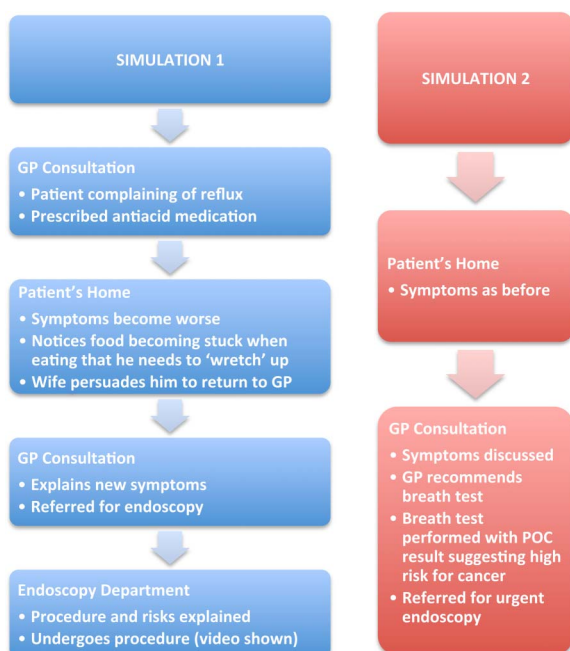 SIMULATION 1
GP Consultation
• Patient complaining of reflux
• Prescribed antiacid medication
Patient's Home
• Symptoms become worse
• Notices food becoming stuck when
eating that he needs to 'wretch' up
• Wife persuades him to return to GP
GP Consultation
• Explains new symptoms
• Referred for endoscopy
Endoscopy Department
• Procedure and risks explained
• Undergoes procedure (video shown)
SIMULATION 2
Patient's Home
• Symptoms as before
GP Consultation
• Symptoms discussed
• GP recommends
breath test
• Breath test
performed with POC
result suggesting high
risk for cancer
• Referred for urgent
endoscopy